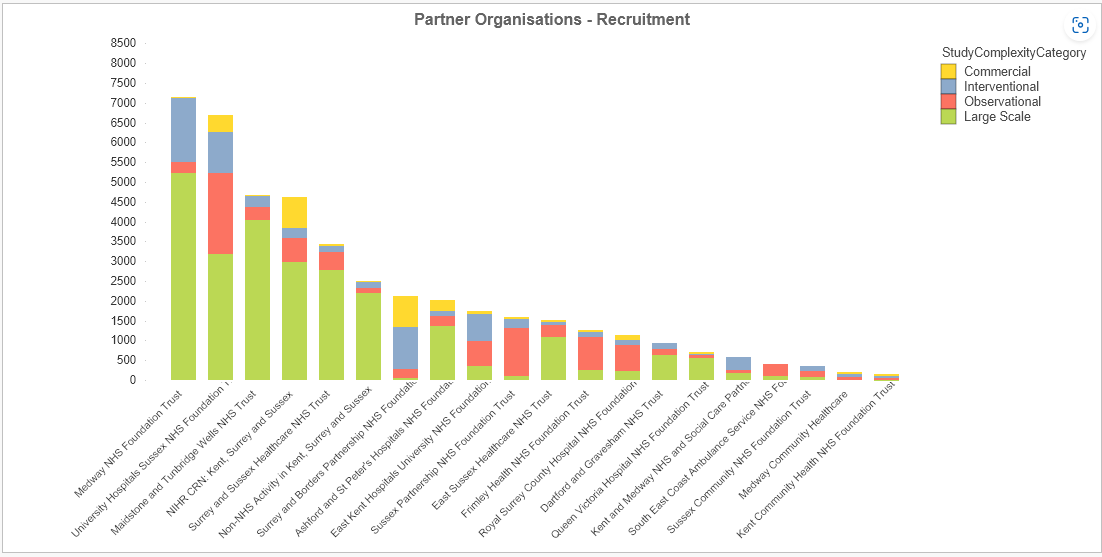 Partner Organisations - Recruitment
StudyComplexityCategory
Commercial
Interventional
Observational
Large Scale
8500
8000
7500
7000
6500
6000
5500
5000
4500
4000
3500
3000
2500
2000
1500
1000
500
0
Medway NHS Foundation Trust
University Hospitals Sussex NHS Foundation
Maidstone and Tunbridge Wells NHS Trust
NIHR CRN: Kent, Surrey and Sussex
Surrey and Sussex Healthcare NHS Trust
Non-NHS Activity in Kent, Surrey and Sussex
Surrey and Borders Partnership NHS Foundatio
Ashford and St Peter's Hospitals NHS Founda
East Kent Hospitals University NHS Foundation
Sussex Partnership NHS Foundation Trust
East Sussex Healthcare NHS Trust
Frimley Health NHS Foundation Trust
Royal Surrey County Hospital NHS Foundation
Dartford and Gravesham NHS Trust
Queen Victoria Hospital NHS Foundation Trust
Kent and Medway NHS and Social Care Partne
South East Coast Ambulance Service NHS Fo
Sussex Community NHS Foundation Trust
Medway Community Healthcare
Kent Community Health NHS Foundation Trust